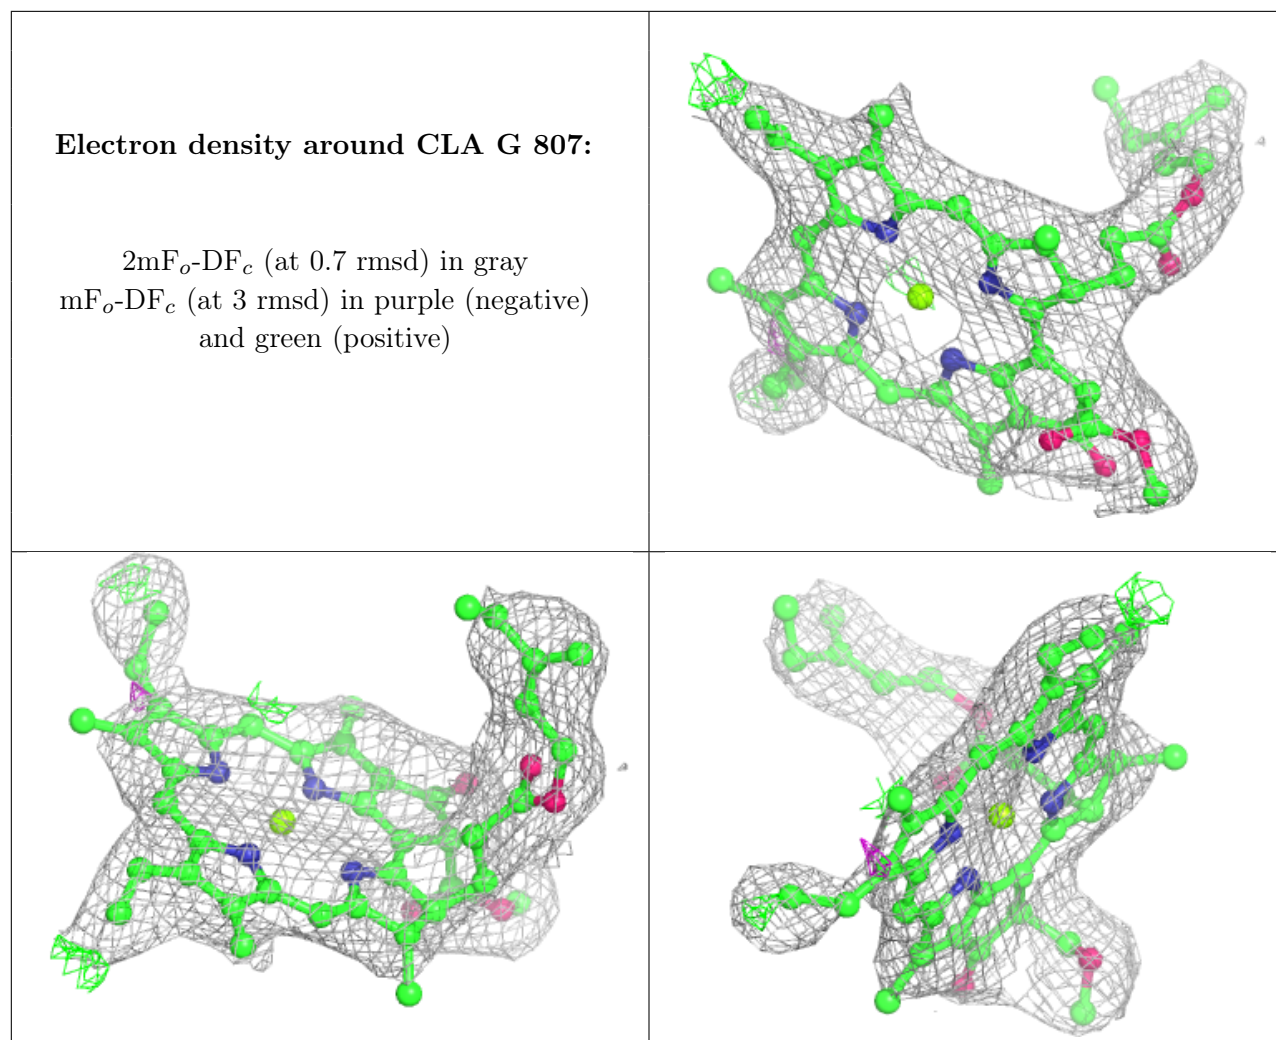 Electron density around CLA G 807:
2mFₒ-DF𝒸 (at 0.7 rmsd) in gray
mFₒ-DF𝒸 (at 3 rmsd) in purple (negative)
and green (positive)